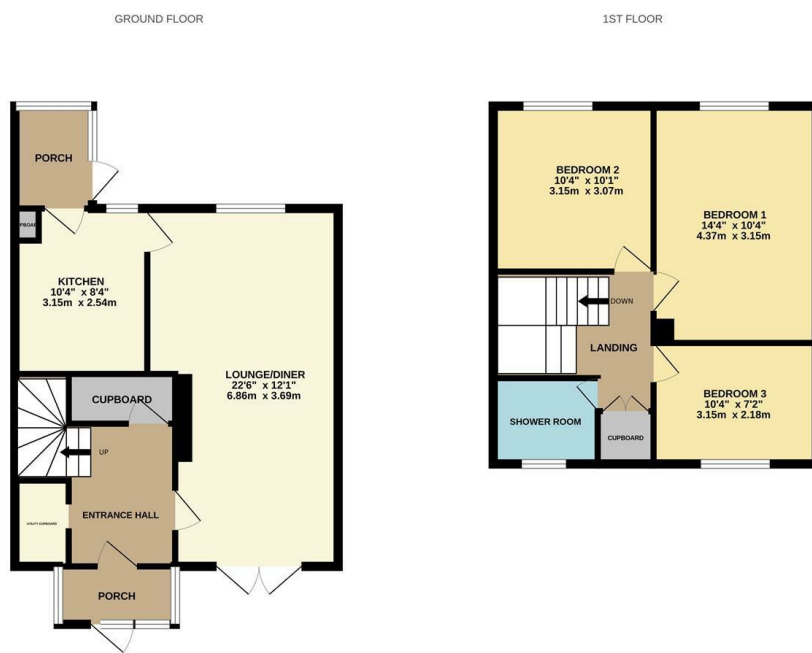 GROUND FLOOR
PORCH
KITCHEN
10'4" x 8'4"
3.15m x 2.54m
LOUNGE/DINER
22'6" x 12'1"
6.86m x 3.69m
CUPBOARD
UP
ENTRANCE HALL
UTILITY CUPBOARD
PORCH
1ST FLOOR
BEDROOM 2
10'4" x 10'1"
3.15m x 3.07m
BEDROOM 1
14'4" x 10'4"
4.37m x 3.15m
DOWN
LANDING
BEDROOM 3
10'4" x 7'2"
3.15m x 2.18m
SHOWER ROOM
CUPBOARD